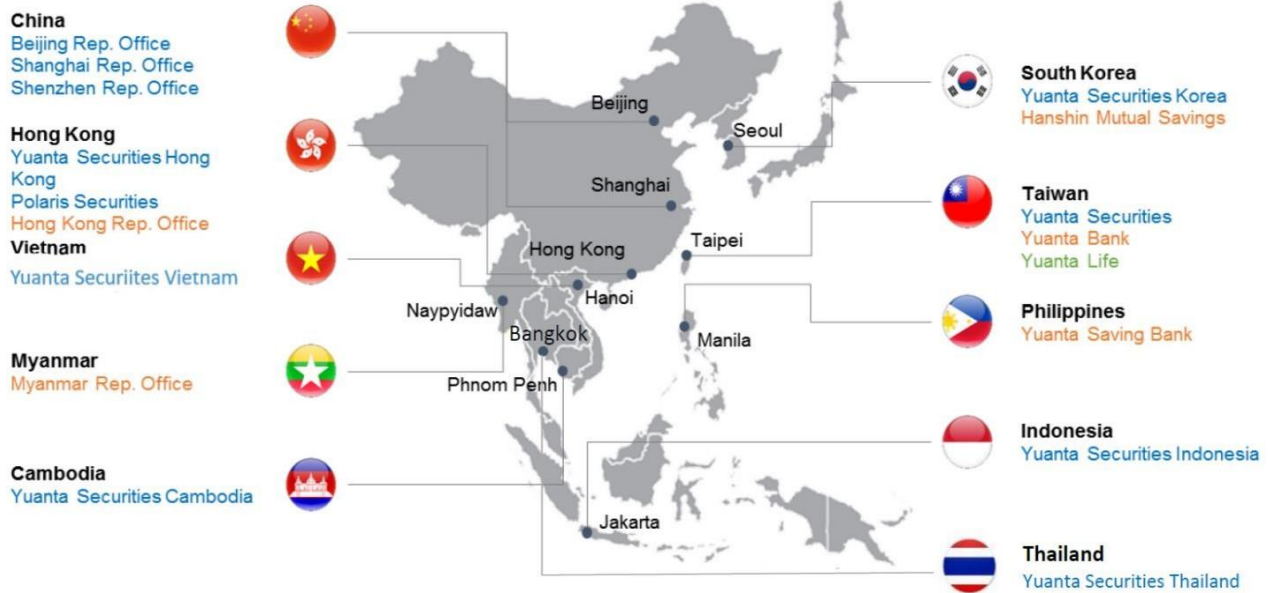 China
Beijing Rep. Office
Shanghai Rep. Office
Shenzhen Rep. Office
Hong Kong
Yuanta Securities Hong
Kong
Polaris Securities
Hong Kong Rep. Office
Vietnam
Yuanta Securiites Vietnam
Myanmar
Myanmar Rep. Office
Cambodia
Yuanta Securities Cambodia
Beijing
Seoul
Shanghai
Hong Kong
Taipei
Hanoi
Naypyidaw
Bangkok
Manila
Phnom Penh
Jakarta
South Korea
Yuanta Securities Korea
Hanshin Mutual Savings
Taiwan
Yuanta Securities
Yuanta Bank
Yuanta Life
Philippines
Yuanta Saving Bank
Indonesia
Yuanta Securities Indonesia
Thailand
Yuanta Securities Thailand